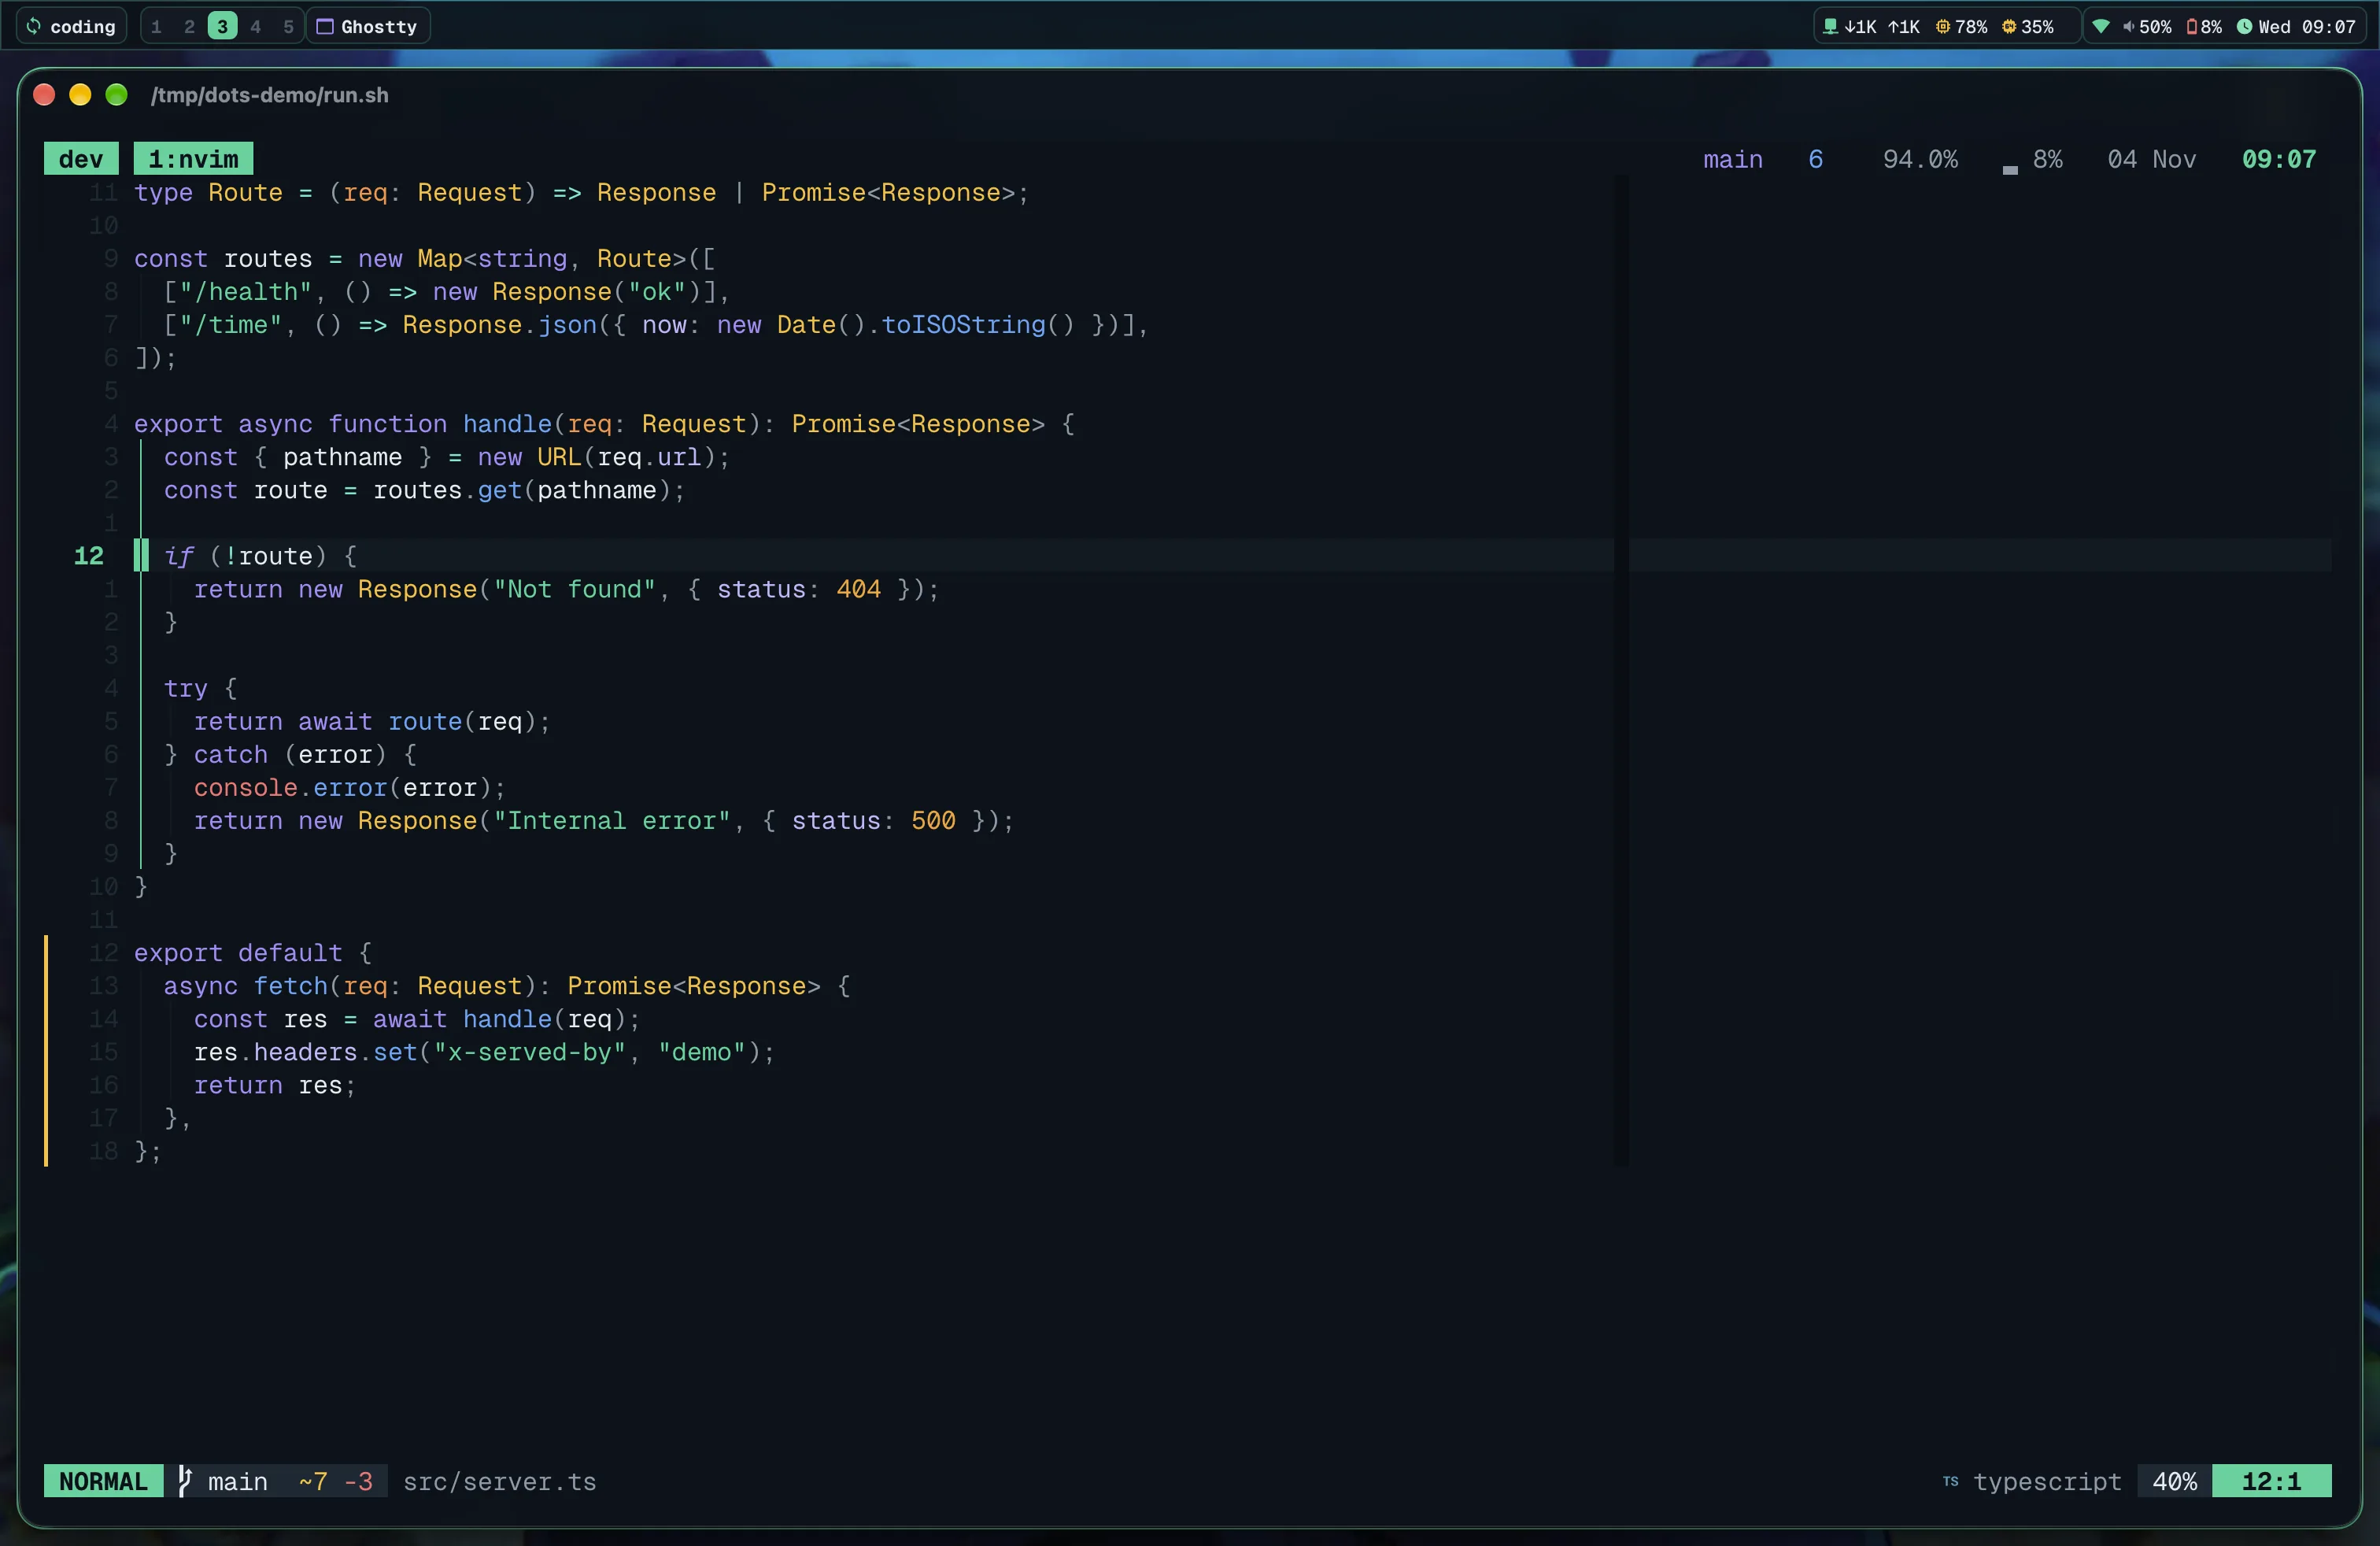 coding 1 2 3 4 5 Ghostty ↓1K ↑1K 78% 35% 50% 8% Wed 09:07
/tmp/dots-demo/run.sh
dev 1:nvim main 6 94.0% 8% 04 Nov 09:07
11 type Route = (req: Request) => Response | Promise<Response>;
10
9 const routes = new Map<string, Route>([
8   ["/health", () => new Response("ok")],
7   ["/time", () => Response.json({ now: new Date().toISOString() })],
6 ]);
5
4 export async function handle(req: Request): Promise<Response> {
3   const { pathname } = new URL(req.url);
2   const route = routes.get(pathname);
1
12   if (!route) {
1     return new Response("Not found", { status: 404 });
2   }
3
4   try {
5     return await route(req);
6   } catch (error) {
7     console.error(error);
8     return new Response("Internal error", { status: 500 });
9   }
10 }
11
12 export default {
13   async fetch(req: Request): Promise<Response> {
14     const res = await handle(req);
15     res.headers.set("x-served-by", "demo");
16     return res;
17   },
18 };
NORMAL main ~7 -3 src/server.ts TS typescript 40% 12:1